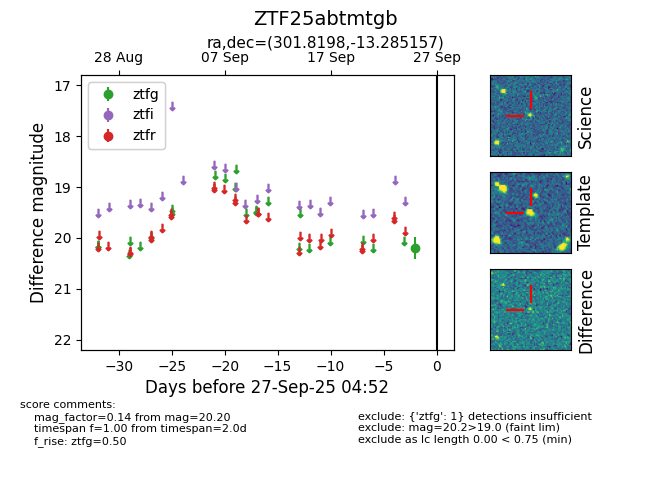 ZTF25abtmtgb
ra,dec=(301.8198,-13.285157)
28 Aug 07 Sep 17 Sep 27 Sep
ztfg
ztfi
ztfr
17
18
19
20
21
22
Difference magnitude
−30 −25 −20 −15 −10 −5 0
Days before 27-Sep-25 04:52
Science
Template
Difference
score comments:
mag_factor=0.14 from mag=20.20
timespan f=1.00 from timespan=2.0d
f_rise: ztfg=0.50
exclude: {'ztfg': 1} detections insufficient
exclude: mag=20.2>19.0 (faint lim)
exclude as lc length 0.00 < 0.75 (min)